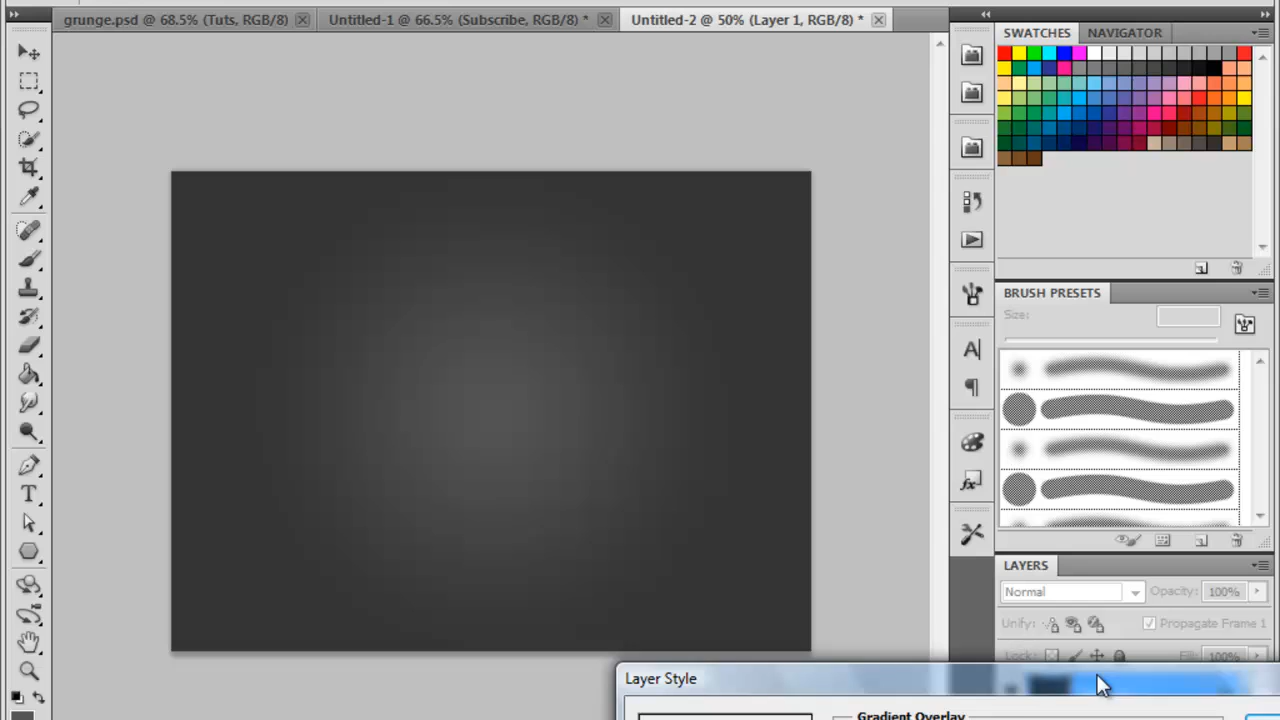 grunge.psd @ 68.5% (Tuts, RGB/8)
Untitled-1 @ 66.5% (Subscribe, RGB/8) *
Untitled-2 @ 50% (Layer 1, RGB/8) *
SWATCHES
NAVIGATOR
BRUSH PRESETS
Size:
LAYERS
Normal
Opacity: 100%
Unify:
Propagate Frame 1
Lock:
Fill: 100%
Layer Style
Gradient Overlay